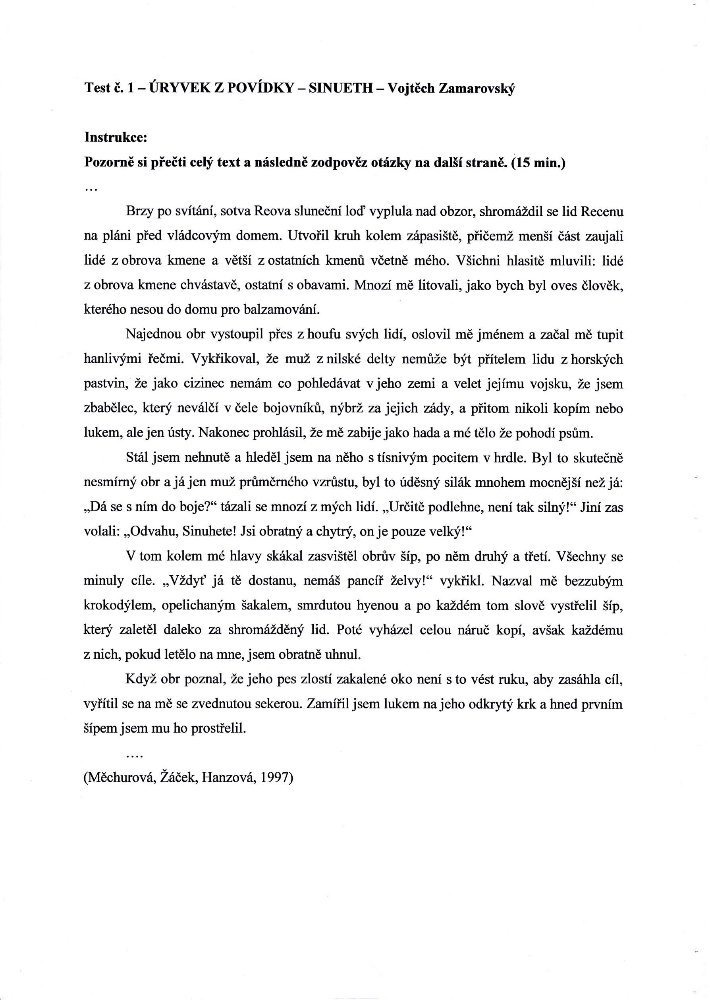 Test č. 1 – ÚRYVEK Z POVÍDKY – SINUETH – Vojtěch Zamarovský
Instrukce:
Pozorně si přečti celý text a následně zodpověz otázky na další straně. (15 min.)
…
Brzy po svítání, sotva Reova sluneční loď vyplula nad obzor, shromáždil se lid Recenu
na pláni před vládcovým domem. Utvořil kruh kolem zápasiště, přičemž menší část zaujali
lidé z obrova kmene a větší z ostatních kmenů včetně mého. Všichni hlasitě mluvili: lidé
z obrova kmene chvástavě, ostatní s obavami. Mnozí mě litovali, jako bych byl oves člověk,
kterého nesou do domu pro balzamování.
Najednou obr vystoupil přes z houfu svých lidí, oslovil mě jménem a začal mě tupit
hanlivými řečmi. Vykřikoval, že muž z nilské delty nemůže být přítelem lidu z horských
pastvin, že jako cizinec nemám co pohledávat v jeho zemi a velet jejímu vojsku, že jsem
zbabělec, který neválčí v čele bojovníků, nýbrž za jejich zády, a přitom nikoli kopím nebo
lukem, ale jen ústy. Nakonec prohlásil, že mě zabije jako hada a mé tělo že pohodí psům.
Stál jsem nehnutě a hleděl jsem na něho s tísnivým pocitem v hrdle. Byl to skutečně
nesmírný obr a já jen muž průměrného vzrůstu, byl to úděsný silák mnohem mocnější než já:
„Dá se s ním do boje?“ tázali se mnozí z mých lidí. „Určitě podlehne, není tak silný!“ Jiní zas
volali: „Odvahu, Sinuhete! Jsi obratný a chytrý, on je pouze velký!“
V tom kolem mé hlavy skákal zasvištěl obrův šíp, po něm druhý a třetí. Všechny se
minuly cíle. „Vždyť já tě dostanu, nemáš pancíř želvy!“ vykřikl. Nazval mě bezzubým
krokodýlem, opelichaným šakalem, smrdutou hyenou a po každém tom slově vystřelil šíp,
který zaletěl daleko za shromážděný lid. Poté vyházel celou náruč kopí, avšak každému
z nich, pokud letělo na mne, jsem obratně uhnul.
Když obr poznal, že jeho pes zlostí zakalené oko není s to vést ruku, aby zasáhla cíl,
vyřítil se na mě se zvednutou sekerou. Zamířil jsem lukem na jeho odkrytý krk a hned prvním
šípem jsem mu ho prostřelil.
….
(Měchurová, Žáček, Hanzová, 1997)